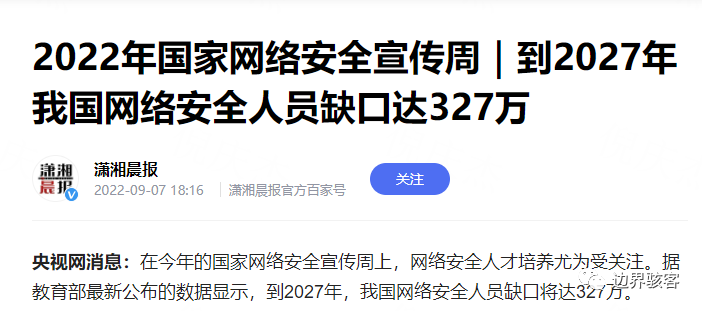 2022年国家网络安全宣传周｜到2027年
我国网络安全人员缺口达327万
潇湘晨报
潇湘晨报
2022-09-07 18:16 潇湘晨报官方百家号
关注
央视网消息：在今年的国家网络安全宣传周上，网络安全人才培养尤为受关注。据
教育部最新公布的数据显示，到2027年，我国网络安全人员缺口将达327万。
边界骇客